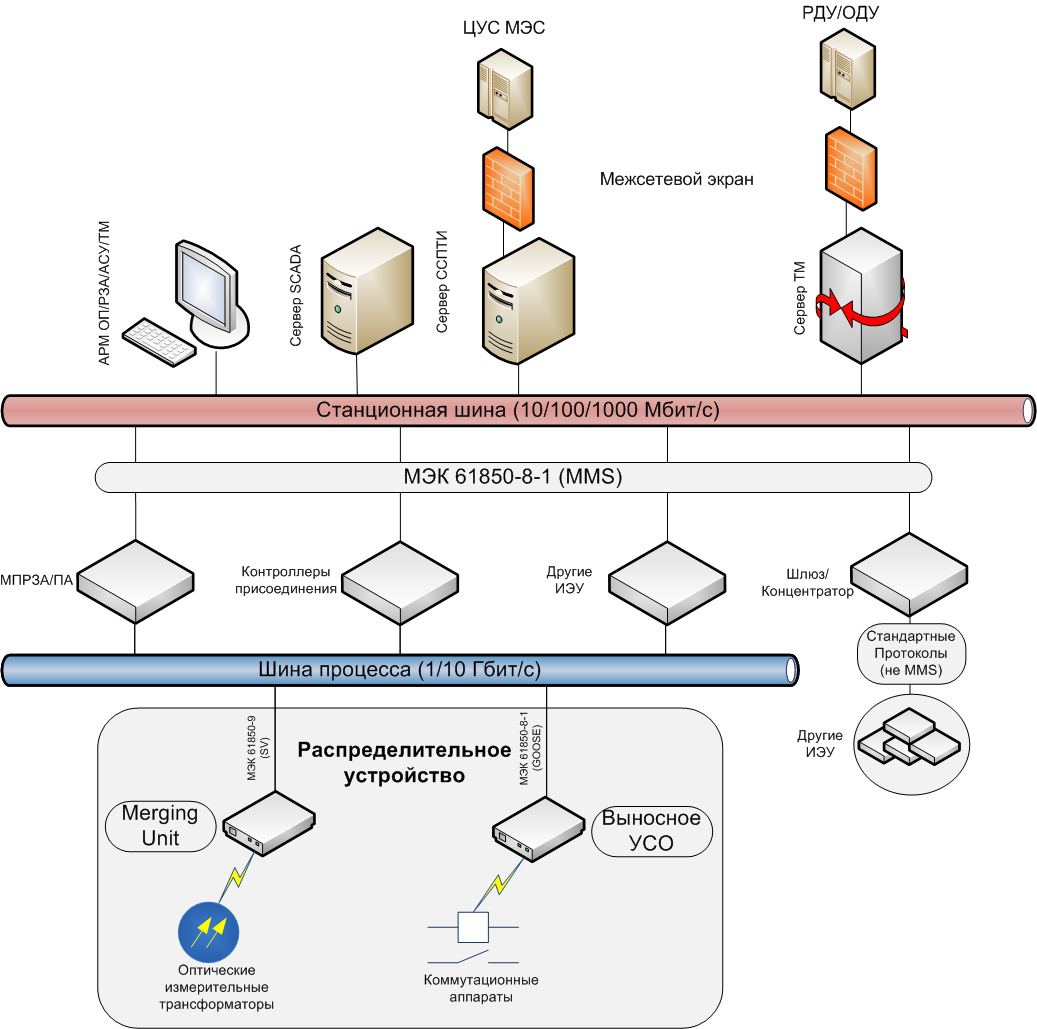 ЦУС МЭС
РДУ/ОДУ
Межсетевой экран
АРМ ОП/РЗА/АСУ/ТМ
Сервер SCADA
Сервер ССПТИ
Сервер ТМ
Станционная шина (10/100/1000 Мбит/с)
МЭК 61850-8-1 (MMS)
МПРЗА/ПА
Контроллеры
присоединения
Другие
ИЭУ
Шлюз/
Концентратор
Стандартные
Протоколы
(не MMS)
Другие
ИЭУ
Шина процесса (1/10 Гбит/с)
МЭК 61850-9
(SV)
МЭК 61850-8-1
(GOOSE)
Распределительное
устройство
Merging
Unit
Выносное
УСО
Оптические
измерительные
трансформаторы
Коммутационные
аппараты